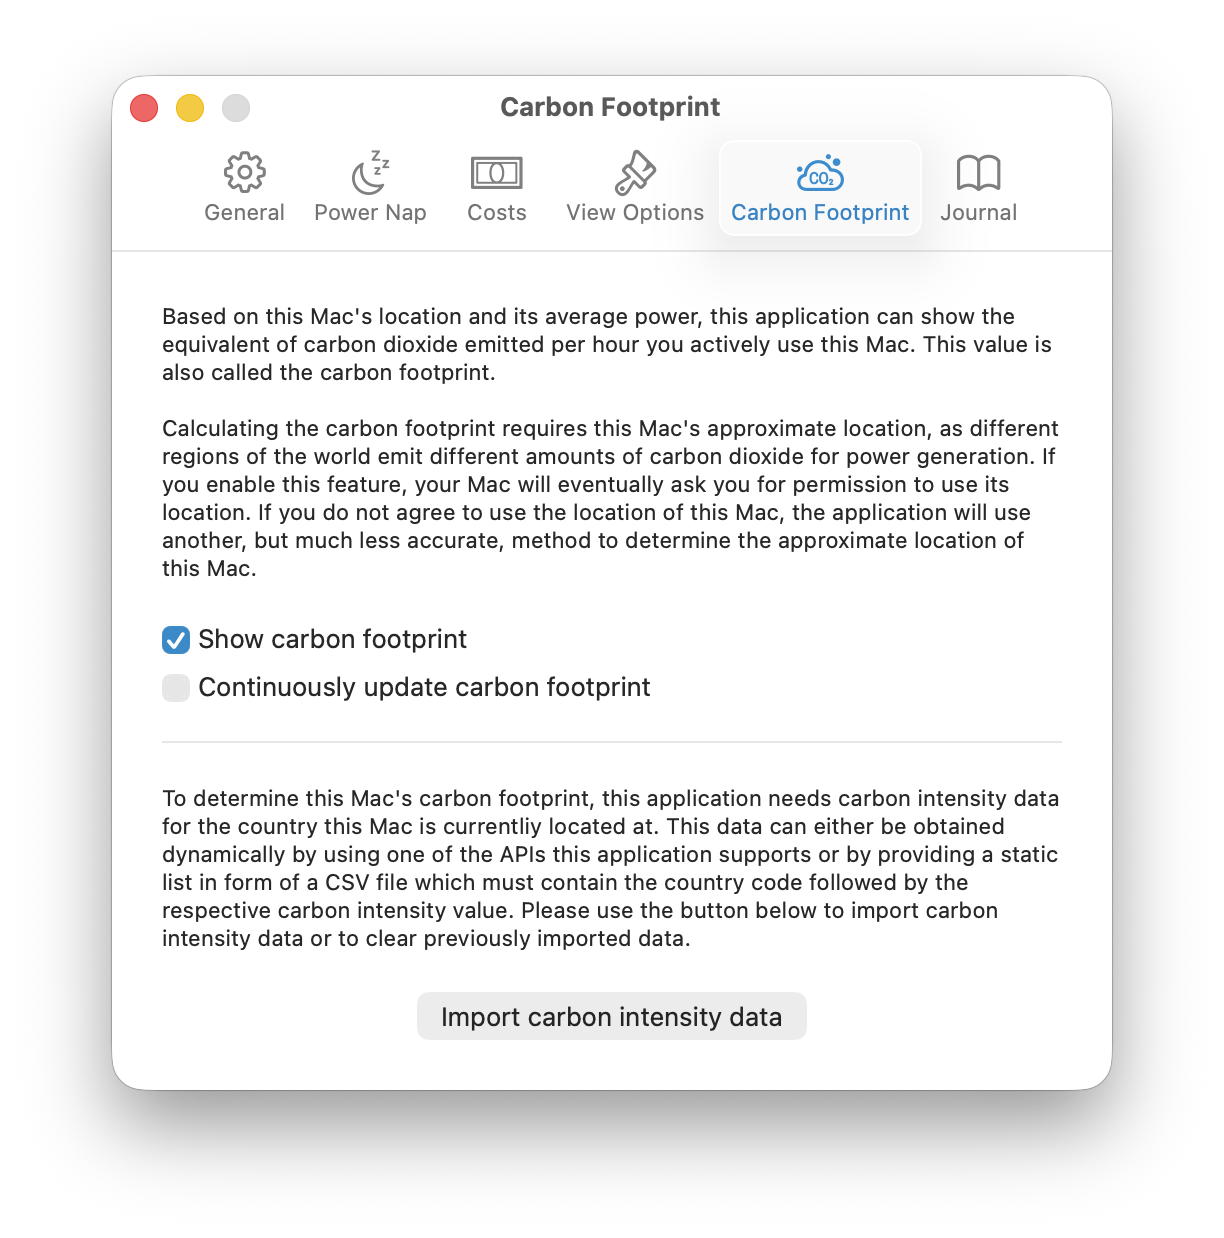 Carbon Footprint
General Power Nap Costs View Options Carbon Footprint Journal
Based on this Mac's location and its average power, this application can show the
equivalent of carbon dioxide emitted per hour you actively use this Mac. This value is
also called the carbon footprint.
Calculating the carbon footprint requires this Mac's approximate location, as different
regions of the world emit different amounts of carbon dioxide for power generation. If
you enable this feature, your Mac will eventually ask you for permission to use its
location. If you do not agree to use the location of this Mac, the application will use
another, but much less accurate, method to determine the approximate location of
this Mac.
Show carbon footprint
Continuously update carbon footprint
To determine this Mac's carbon footprint, this application needs carbon intensity data
for the country this Mac is currentliy located at. This data can either be obtained
dynamically by using one of the APIs this application supports or by providing a static
list in form of a CSV file which must contain the country code followed by the
respective carbon intensity value. Please use the button below to import carbon
intensity data or to clear previously imported data.
Import carbon intensity data